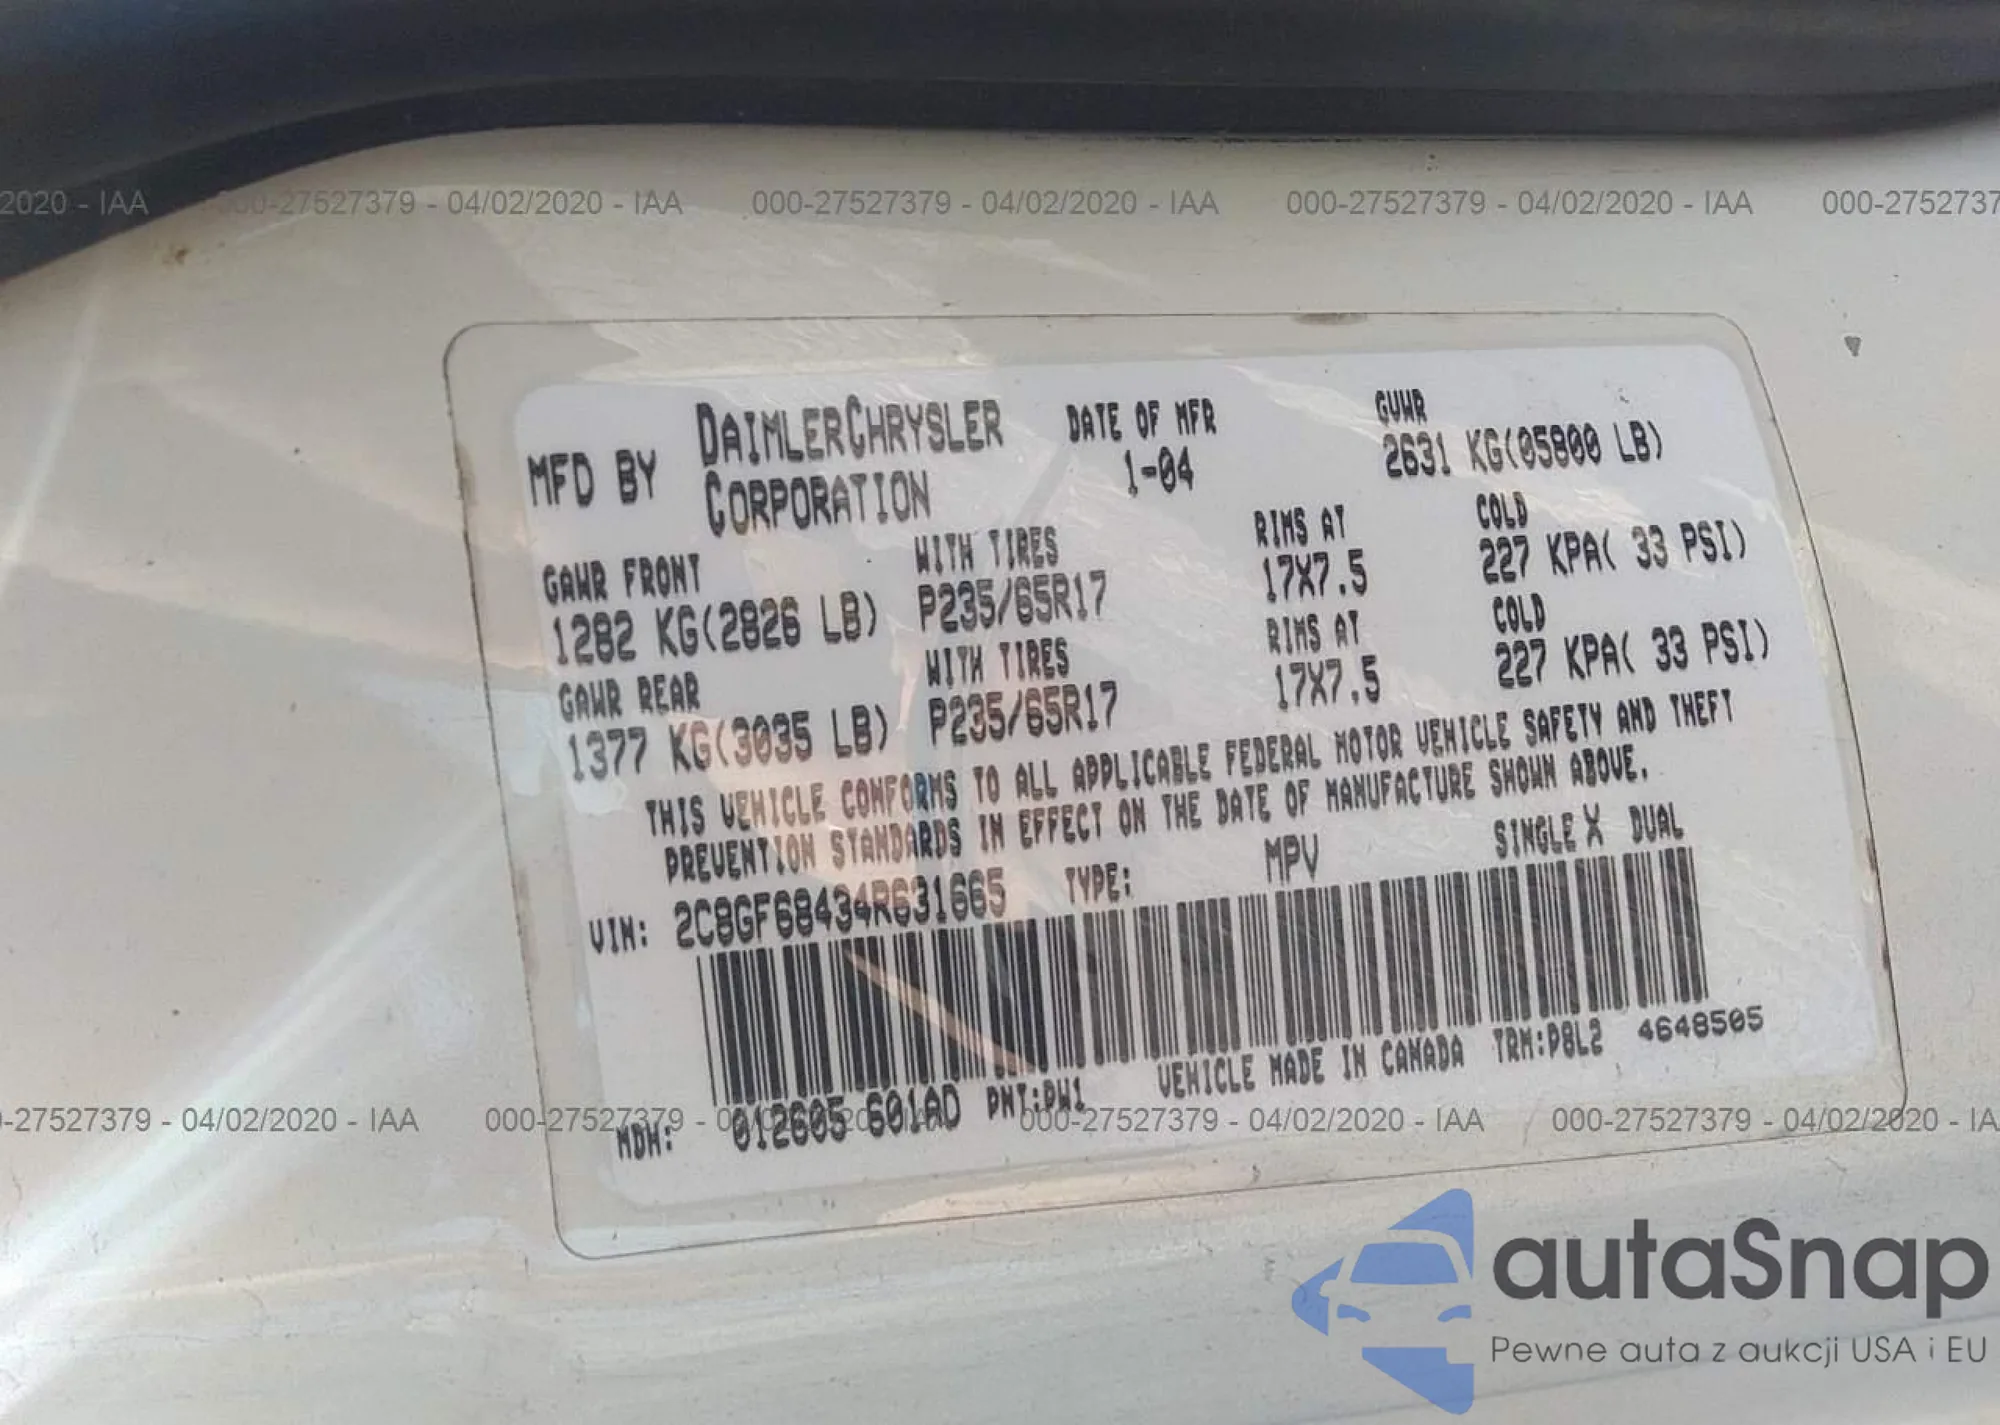 2020 - IAA 000-27527379 - 04/02/2020 - IAA 000-27527379 - 04/02/2020 - IAA 000-27527379 - 04/02/2020 - IAA 000-2752737
MFD BY DAIMLERCHRYSLER CORPORATION DATE OF MFR 1-04 GVWR 2631 KG(05800 LB)
GAWR FRONT WITH TIRES RIMS AT COLD
1282 KG(2826 LB) P235/65R17 17X7.5 227 KPA( 33 PSI)
GAWR REAR WITH TIRES RIMS AT COLD
1377 KG(3035 LB) P235/65R17 17X7.5 227 KPA( 33 PSI)
THIS VEHICLE CONFORMS TO ALL APPLICABLE FEDERAL MOTOR VEHICLE SAFETY AND THEFT
PREVENTION STANDARDS IN EFFECT ON THE DATE OF MANUFACTURE SHOWN ABOVE.
VIN: 2C8GF68434R631665 TYPE: MPV SINGLE X DUAL
MDH: 012605 601AD PNT:PW1 VEHICLE MADE IN CANADA TRM:P8L2 4648505
0-27527379 - 04/02/2020 - IAA 000-27527379 - 04/02/2020 - IAA 000-27527379 - 04/02/2020 - IAA 000-27527379 - 04/02/2020 - IA
autaSnap
Pewne auta z aukcji USA i EU